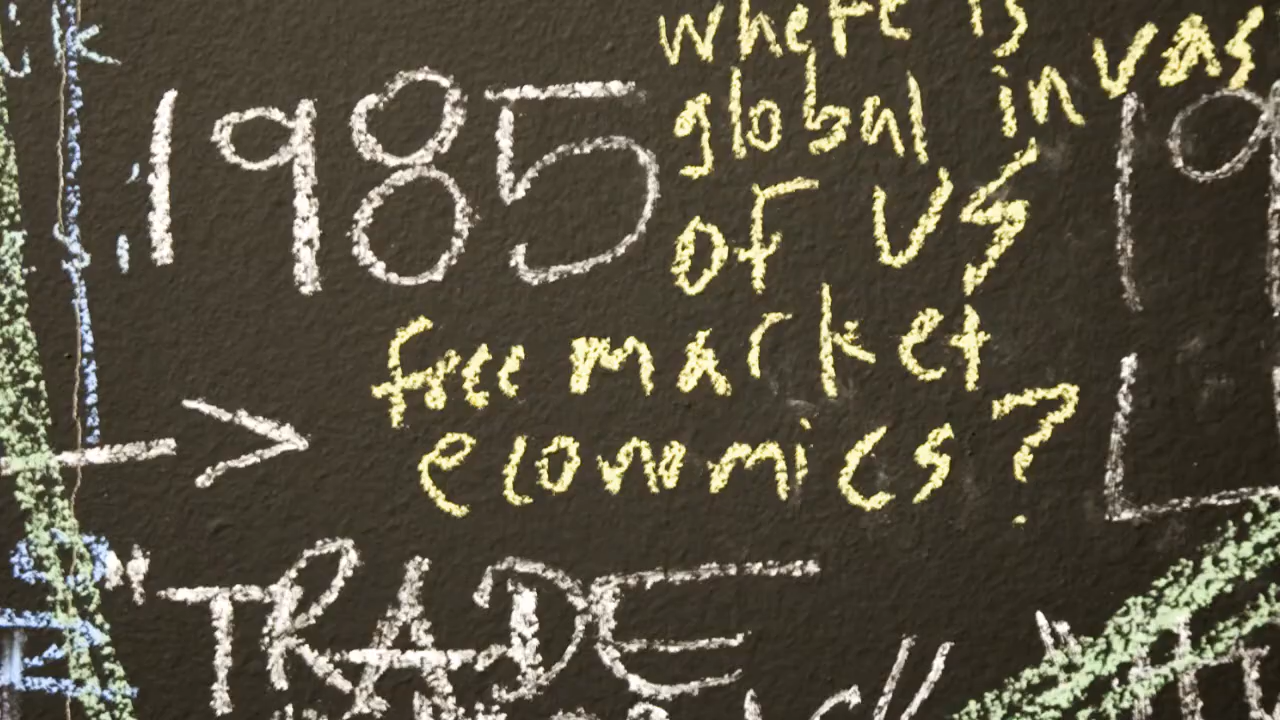 where is
global invas
1985
of US
free market
economics?
TRADE